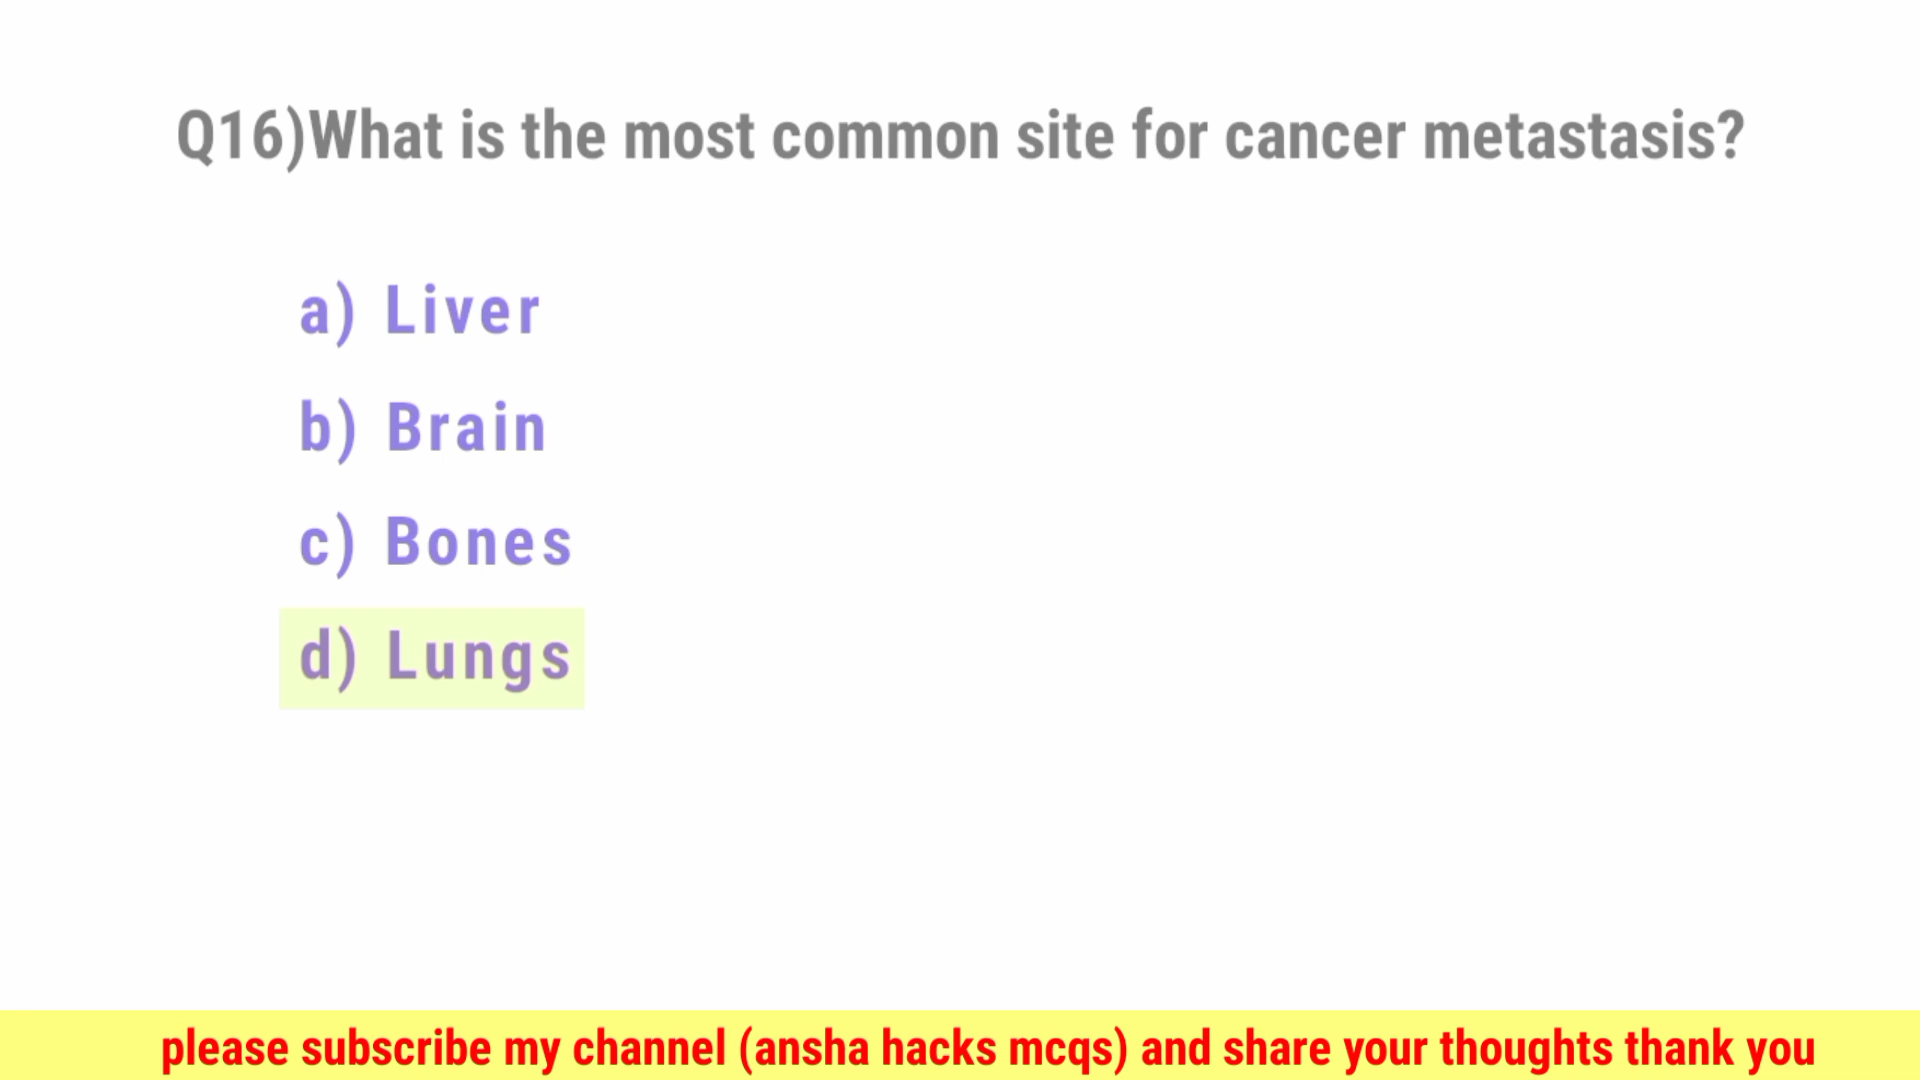 Q16)What is the most common site for cancer metastasis?
a) Liver
b) Brain
c) Bones
d) Lungs
please subscribe my channel (ansha hacks mcqs) and share your thoughts thank you